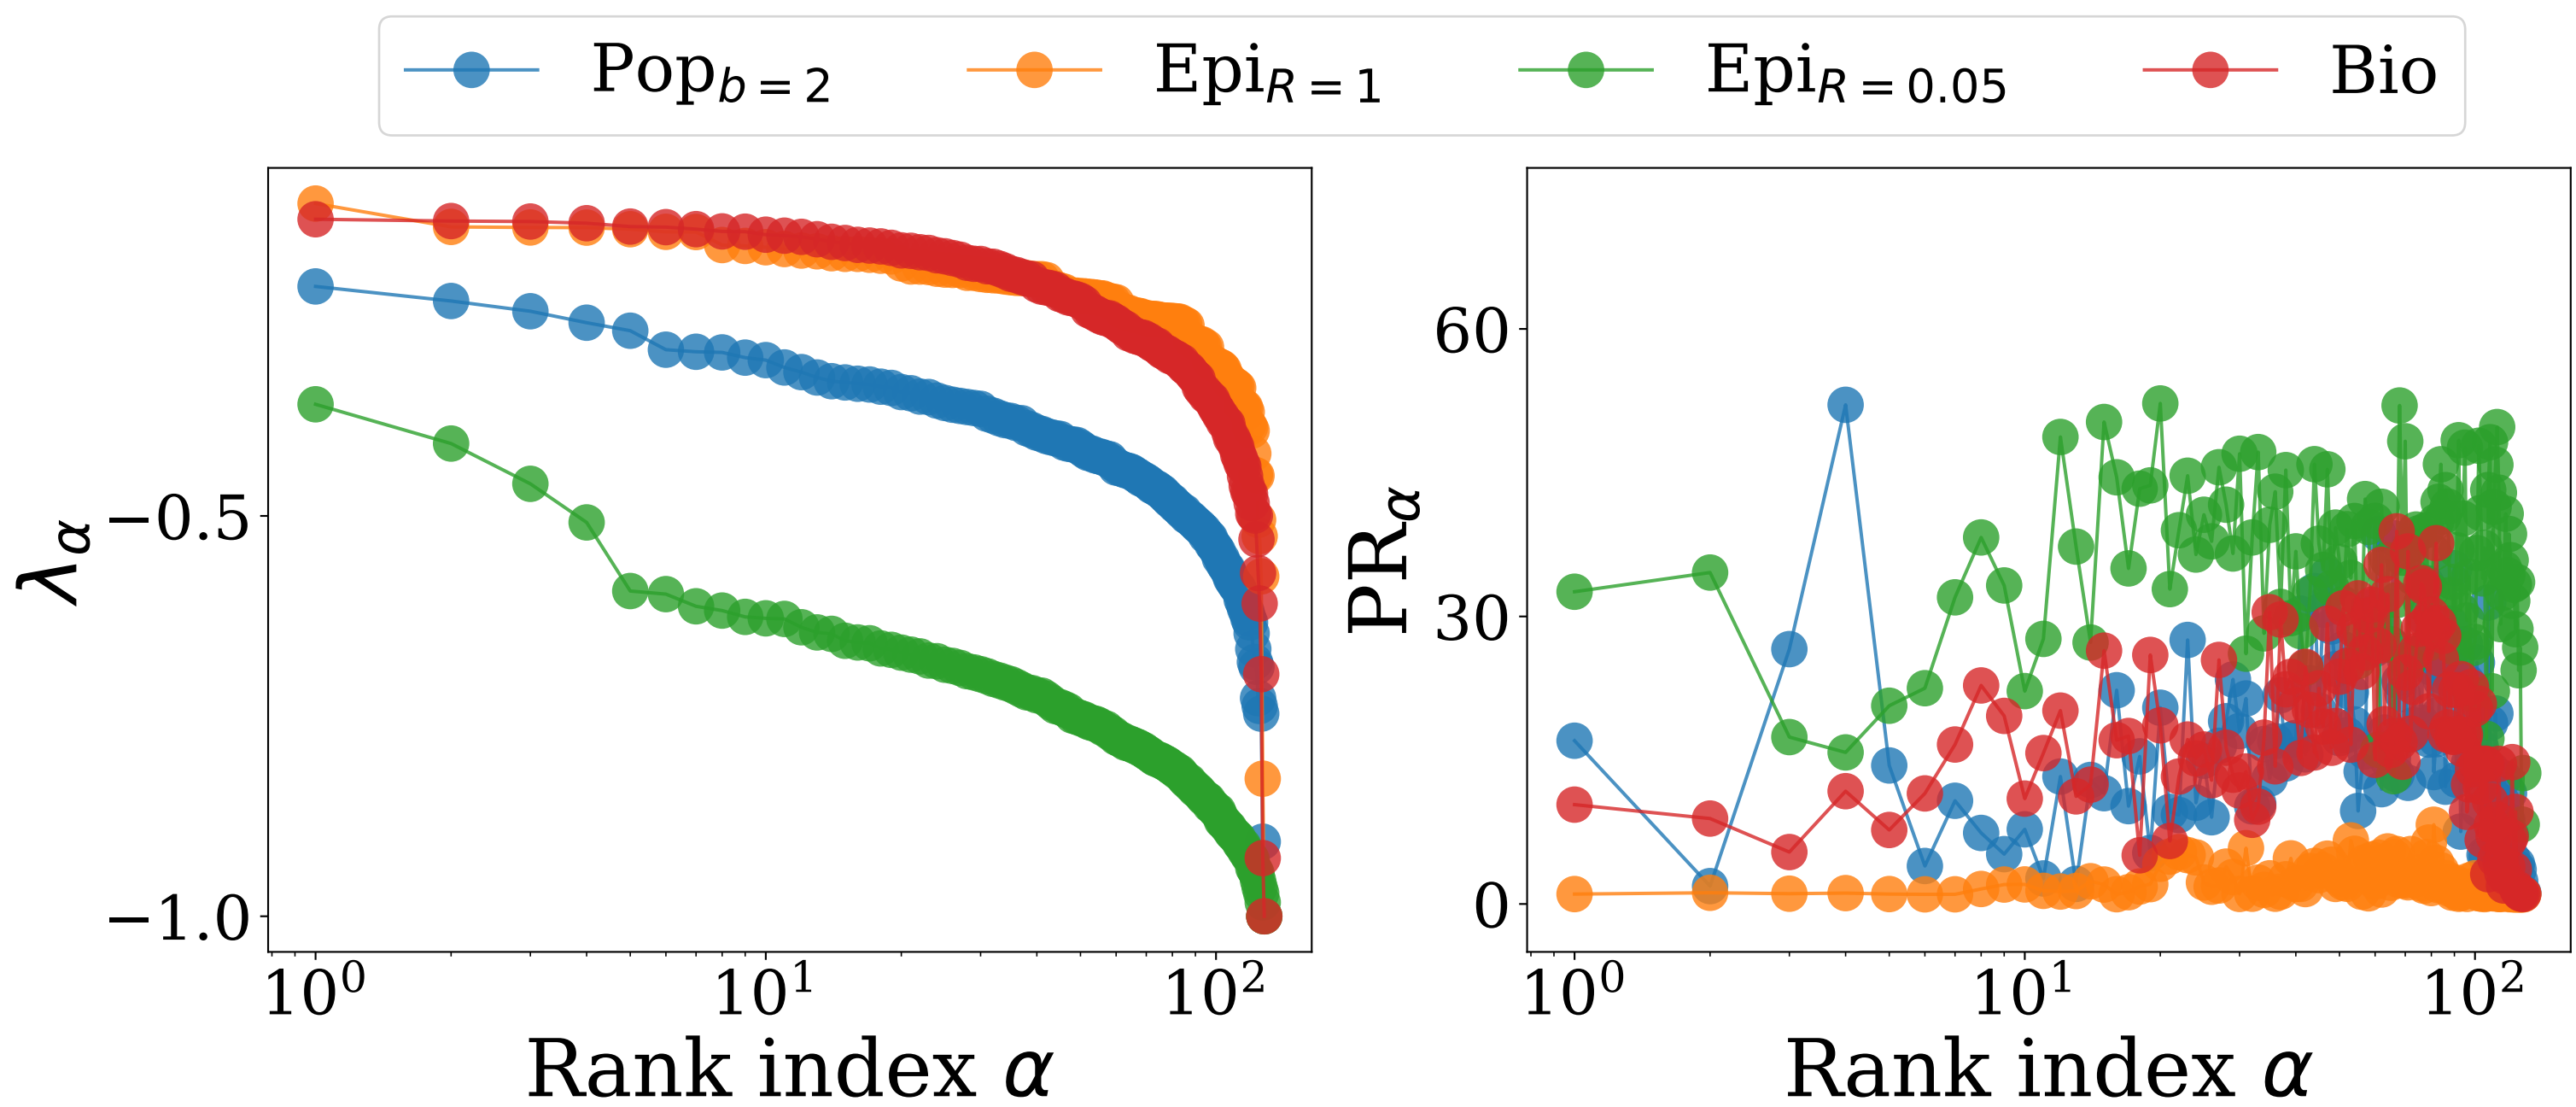 Pop_{b = 2} Epi_{R = 1} Epi_{R = 0.05} Bio
λ_α
−0.5
−1.0
10^0 10^1 10^2
Rank index α
PR_α
60
30
0
10^0 10^1 10^2
Rank index α